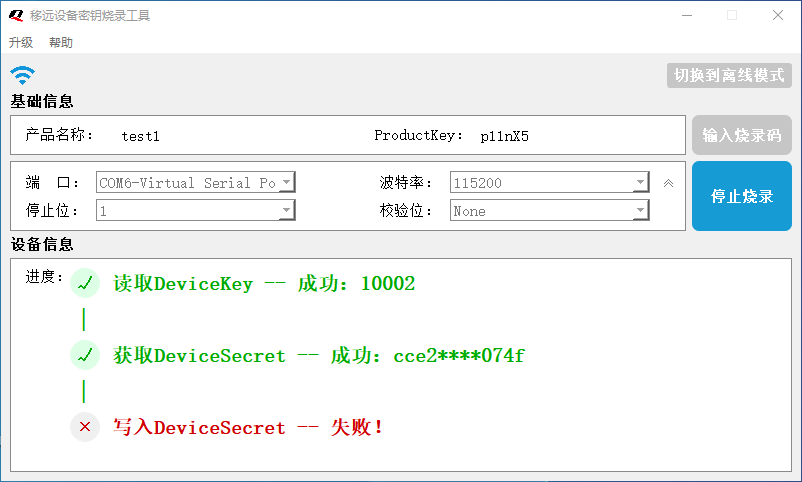 移远设备密钥烧录工具
升级 帮助
切换到离线模式
基础信息
产品名称： test1 ProductKey: p11nX5
输入烧录码
端 口： COM6-Virtual Serial Po 波特率： 115200
停止位： 1 校验位： None
停止烧录
设备信息
进度： 读取DeviceKey -- 成功：10002
获取DeviceSecret -- 成功：cce2****074f
写入DeviceSecret -- 失败！